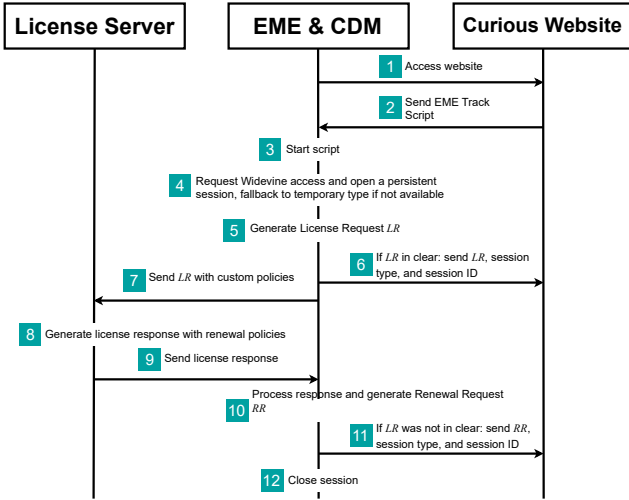 License Server
EME & CDM
Curious Website
1 Access website
2 Send EME Track
Script
3 Start script
4 Request Widevine access and open a persistent
session, fallback to temporary type if not available
5 Generate License Request LR
6 If LR in clear: send LR, session
type, and session ID
7 Send LR with custom policies
8 Generate license response with renewal policies
9 Send license response
10 Process response and generate Renewal Request
RR
11 If LR was not in clear: send RR,
session type, and session ID
12 Close session